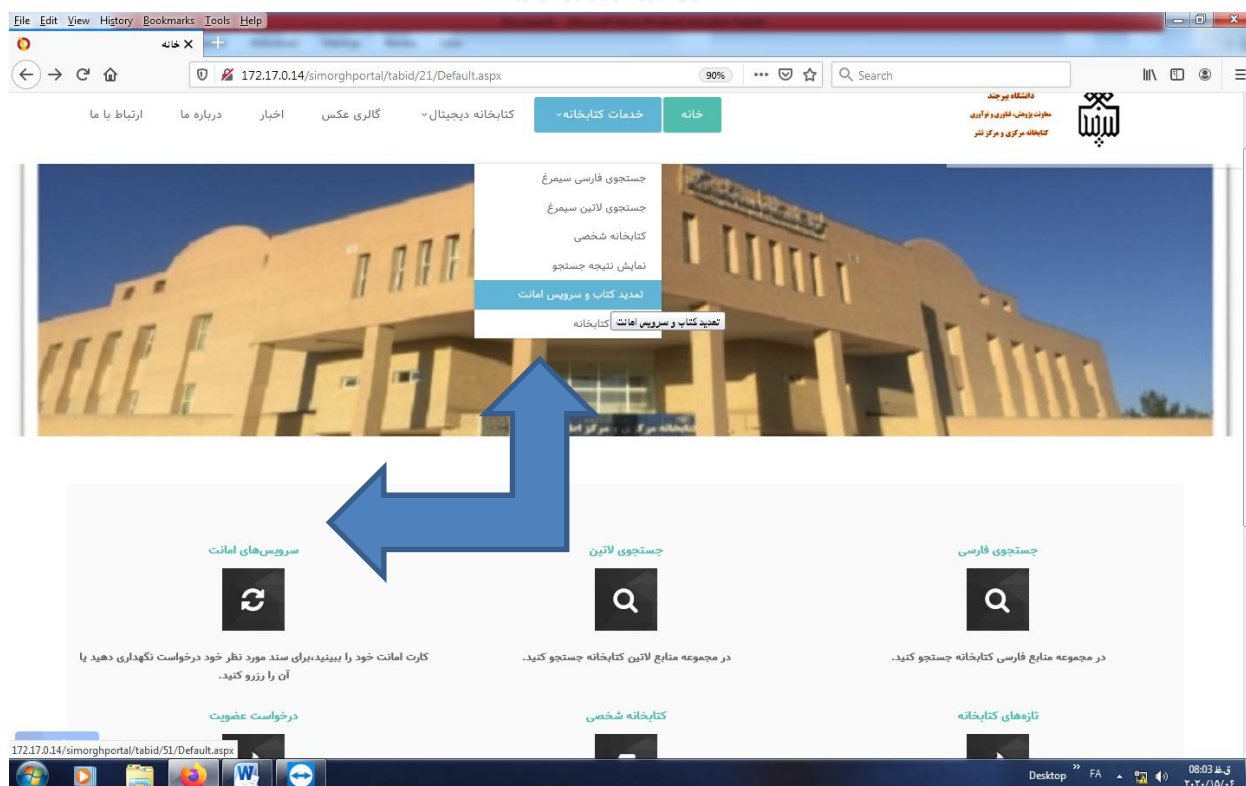 File Edit View History Bookmarks Tools Help
خانه
172.17.0.14/simorghportal/tabid/21/Default.aspx
90%
Search
دانشگاه بیرجند
معاونت پژوهش، فناوری و نوآوری
کتابخانه مرکزی و مرکز نشر
خانه
خدمات کتابخانه
کتابخانه دیجیتال
گالری عکس
اخبار
درباره ما
ارتباط با ما
جستجوی فارسی سیمرغ
جستجوی لاتین سیمرغ
کتابخانه شخصی
نمایش نتیجه جستجو
تمدید کتاب و سرویس امانت
تمدید کتاب و سرویس امانت
کتابخانه
جستجوی فارسی
جستجوی لاتین
سرویس‌های امانت
در مجموعه منابع فارسی کتابخانه جستجو کنید.
در مجموعه منابع لاتین کتابخانه جستجو کنید.
کارت امانت خود را ببینید،برای سند مورد نظر خود درخواست نگهداری دهید یا
آن را رزرو کنید.
تازه‌های کتابخانه
کتابخانه شخصی
درخواست عضویت
172.17.0.14/simorghportal/tabid/51/Default.aspx
Desktop
FA
08:03 ق.ظ
۲۰۲۰/۱۵/۰۶